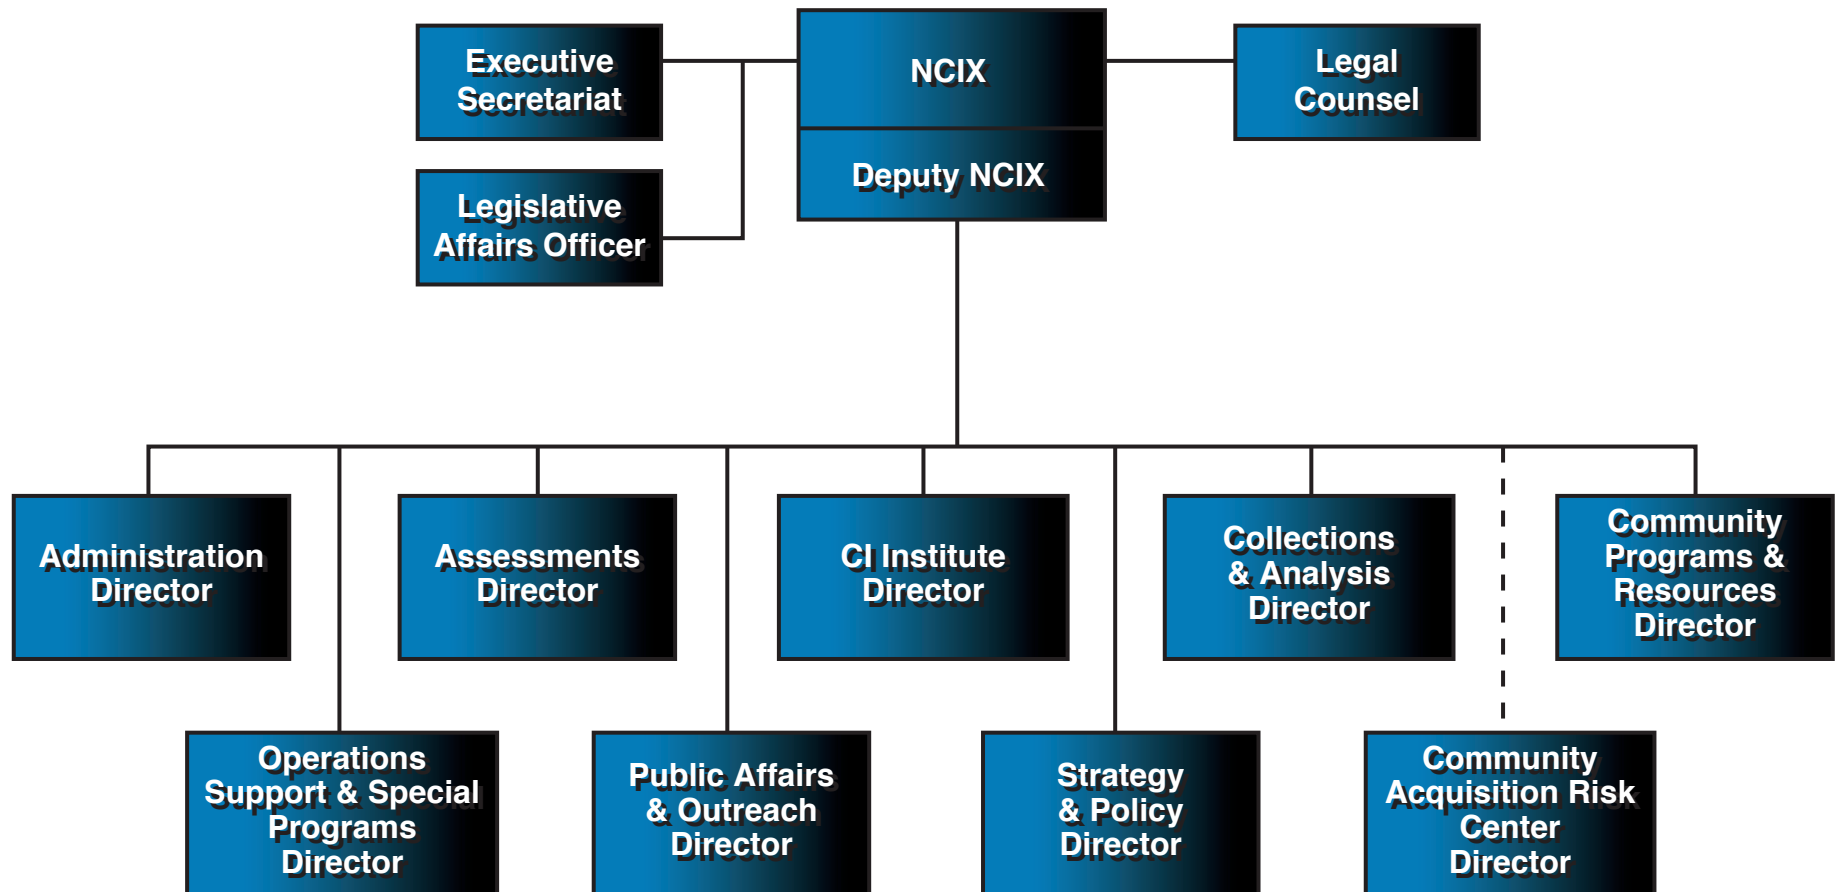 Executive
Secretariat
NCIX
Legal
Counsel
Deputy NCIX
Legislative
Affairs Officer
Administration
Director
Assessments
Director
CI Institute
Director
Collections
& Analysis
Director
Community
Programs &
Resources
Director
Operations
Support & Special
Programs
Director
Public Affairs
& Outreach
Director
Strategy
& Policy
Director
Community
Acquisition Risk
Center
Director